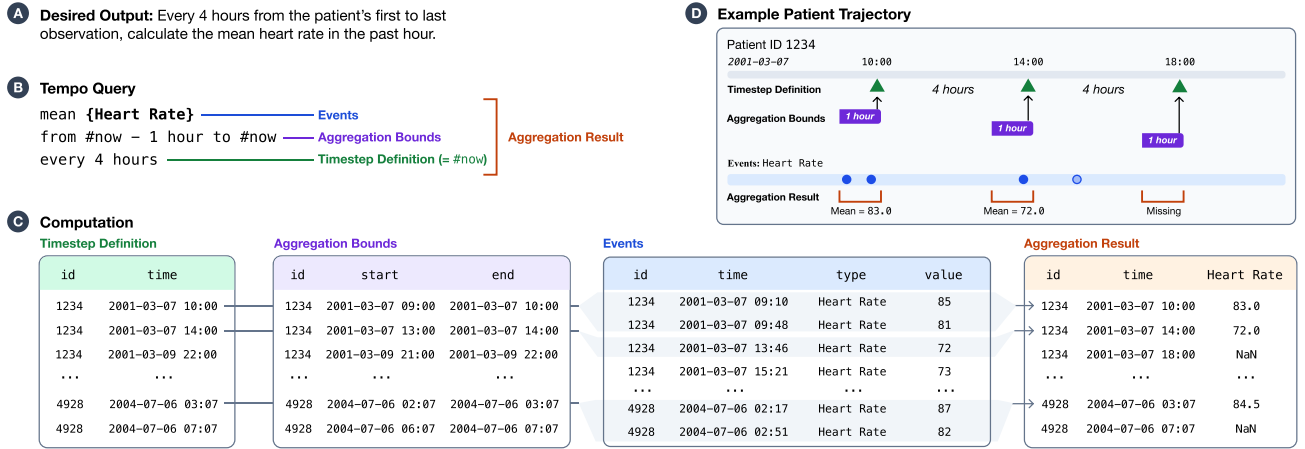 A
Desired Output: Every 4 hours from the patient's first to last
observation, calculate the mean heart rate in the past hour.
B
Tempo Query
mean {Heart Rate}
Events
from #now − 1 hour to #now
Aggregation Bounds
every 4 hours
Timestep Definition (= #now)
Aggregation Result
D
Example Patient Trajectory
Patient ID 1234
2001-03-07 10:00 14:00 18:00
Timestep Definition
4 hours 4 hours
Aggregation Bounds
1 hour
1 hour
1 hour
Events: Heart Rate
Aggregation Result
Mean = 83.0 Mean = 72.0 Missing
C
Computation
Timestep Definition
id time
1234 2001-03-07 10:00
1234 2001-03-07 14:00
1234 2001-03-09 22:00
... ...
4928 2004-07-06 03:07
4928 2004-07-06 07:07
Aggregation Bounds
id start end
1234 2001-03-07 09:00 2001-03-07 10:00
1234 2001-03-07 13:00 2001-03-07 14:00
1234 2001-03-09 21:00 2001-03-09 22:00
... ... ...
4928 2004-07-06 02:07 2004-07-06 03:07
4928 2004-07-06 06:07 2004-07-06 07:07
Events
id time type value
1234 2001-03-07 09:10 Heart Rate 85
1234 2001-03-07 09:48 Heart Rate 81
1234 2001-03-07 13:46 Heart Rate 72
1234 2001-03-07 15:21 Heart Rate 73
... ... ... ...
4928 2004-07-06 02:17 Heart Rate 87
4928 2004-07-06 02:51 Heart Rate 82
Aggregation Result
id time Heart Rate
1234 2001-03-07 10:00 83.0
1234 2001-03-07 14:00 72.0
1234 2001-03-07 18:00 NaN
... ... ...
4928 2004-07-06 03:07 84.5
4928 2004-07-06 07:07 NaN